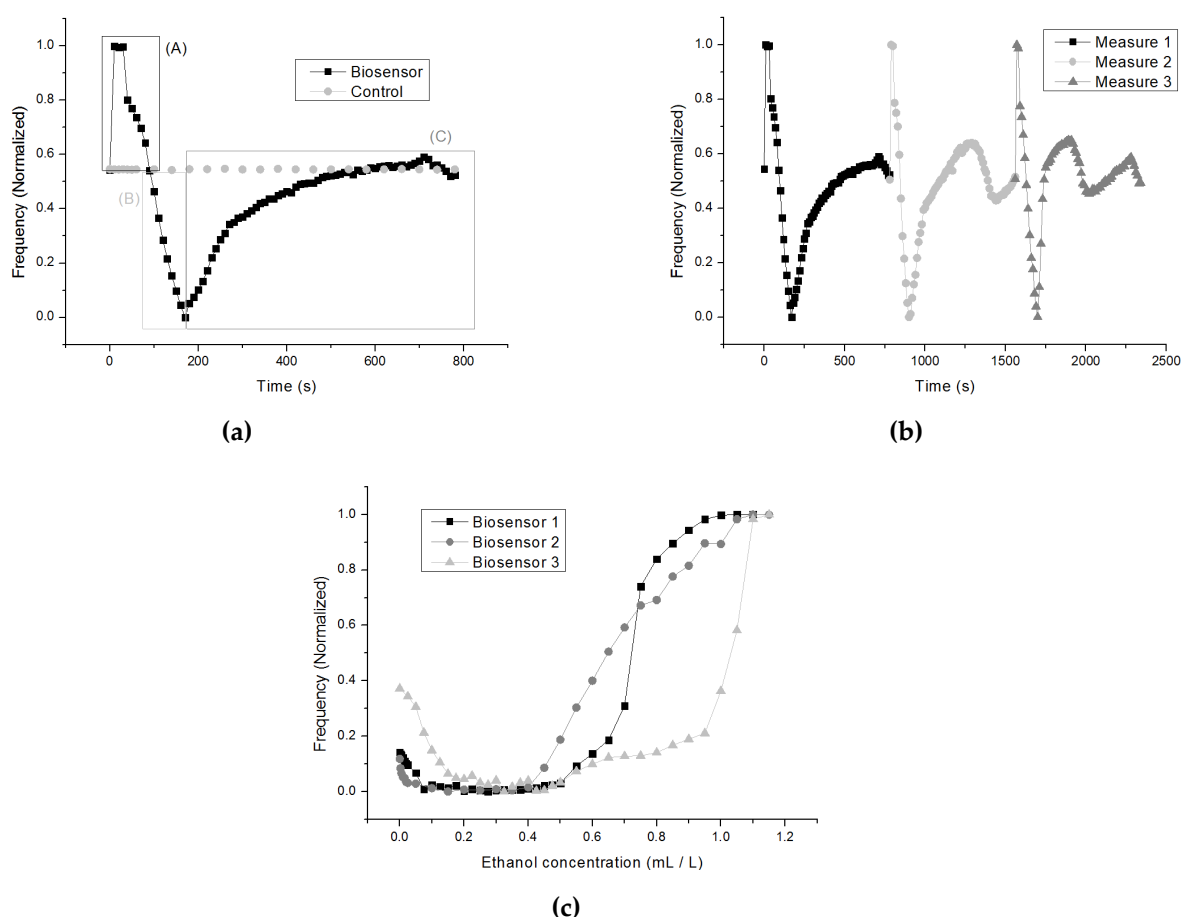 (A)
Biosensor
Control
(C)
(B)
Frequency (Normalized)
1.0
0.8
0.6
0.4
0.2
0.0
0
200
400
600
800
Time (s)
(a)
Measure 1
Measure 2
Measure 3
Frequency (Normalized)
1.0
0.8
0.6
0.4
0.2
0.0
0
500
1000
1500
2000
2500
Time (s)
(b)
Biosensor 1
Biosensor 2
Biosensor 3
Frequency (Normalized)
1.0
0.8
0.6
0.4
0.2
0.0
0.0
0.2
0.4
0.6
0.8
1.0
1.2
Ethanol concentration (mL / L)
(c)